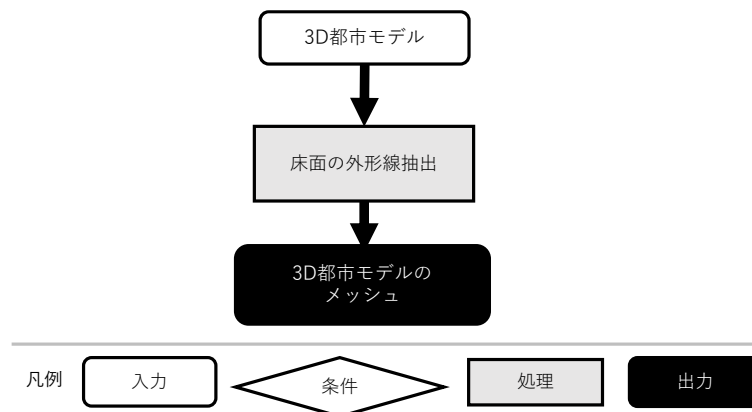 3D都市モデル
床面の外形線抽出
3D都市モデルの
メッシュ
凡例
入力
条件
処理
出力